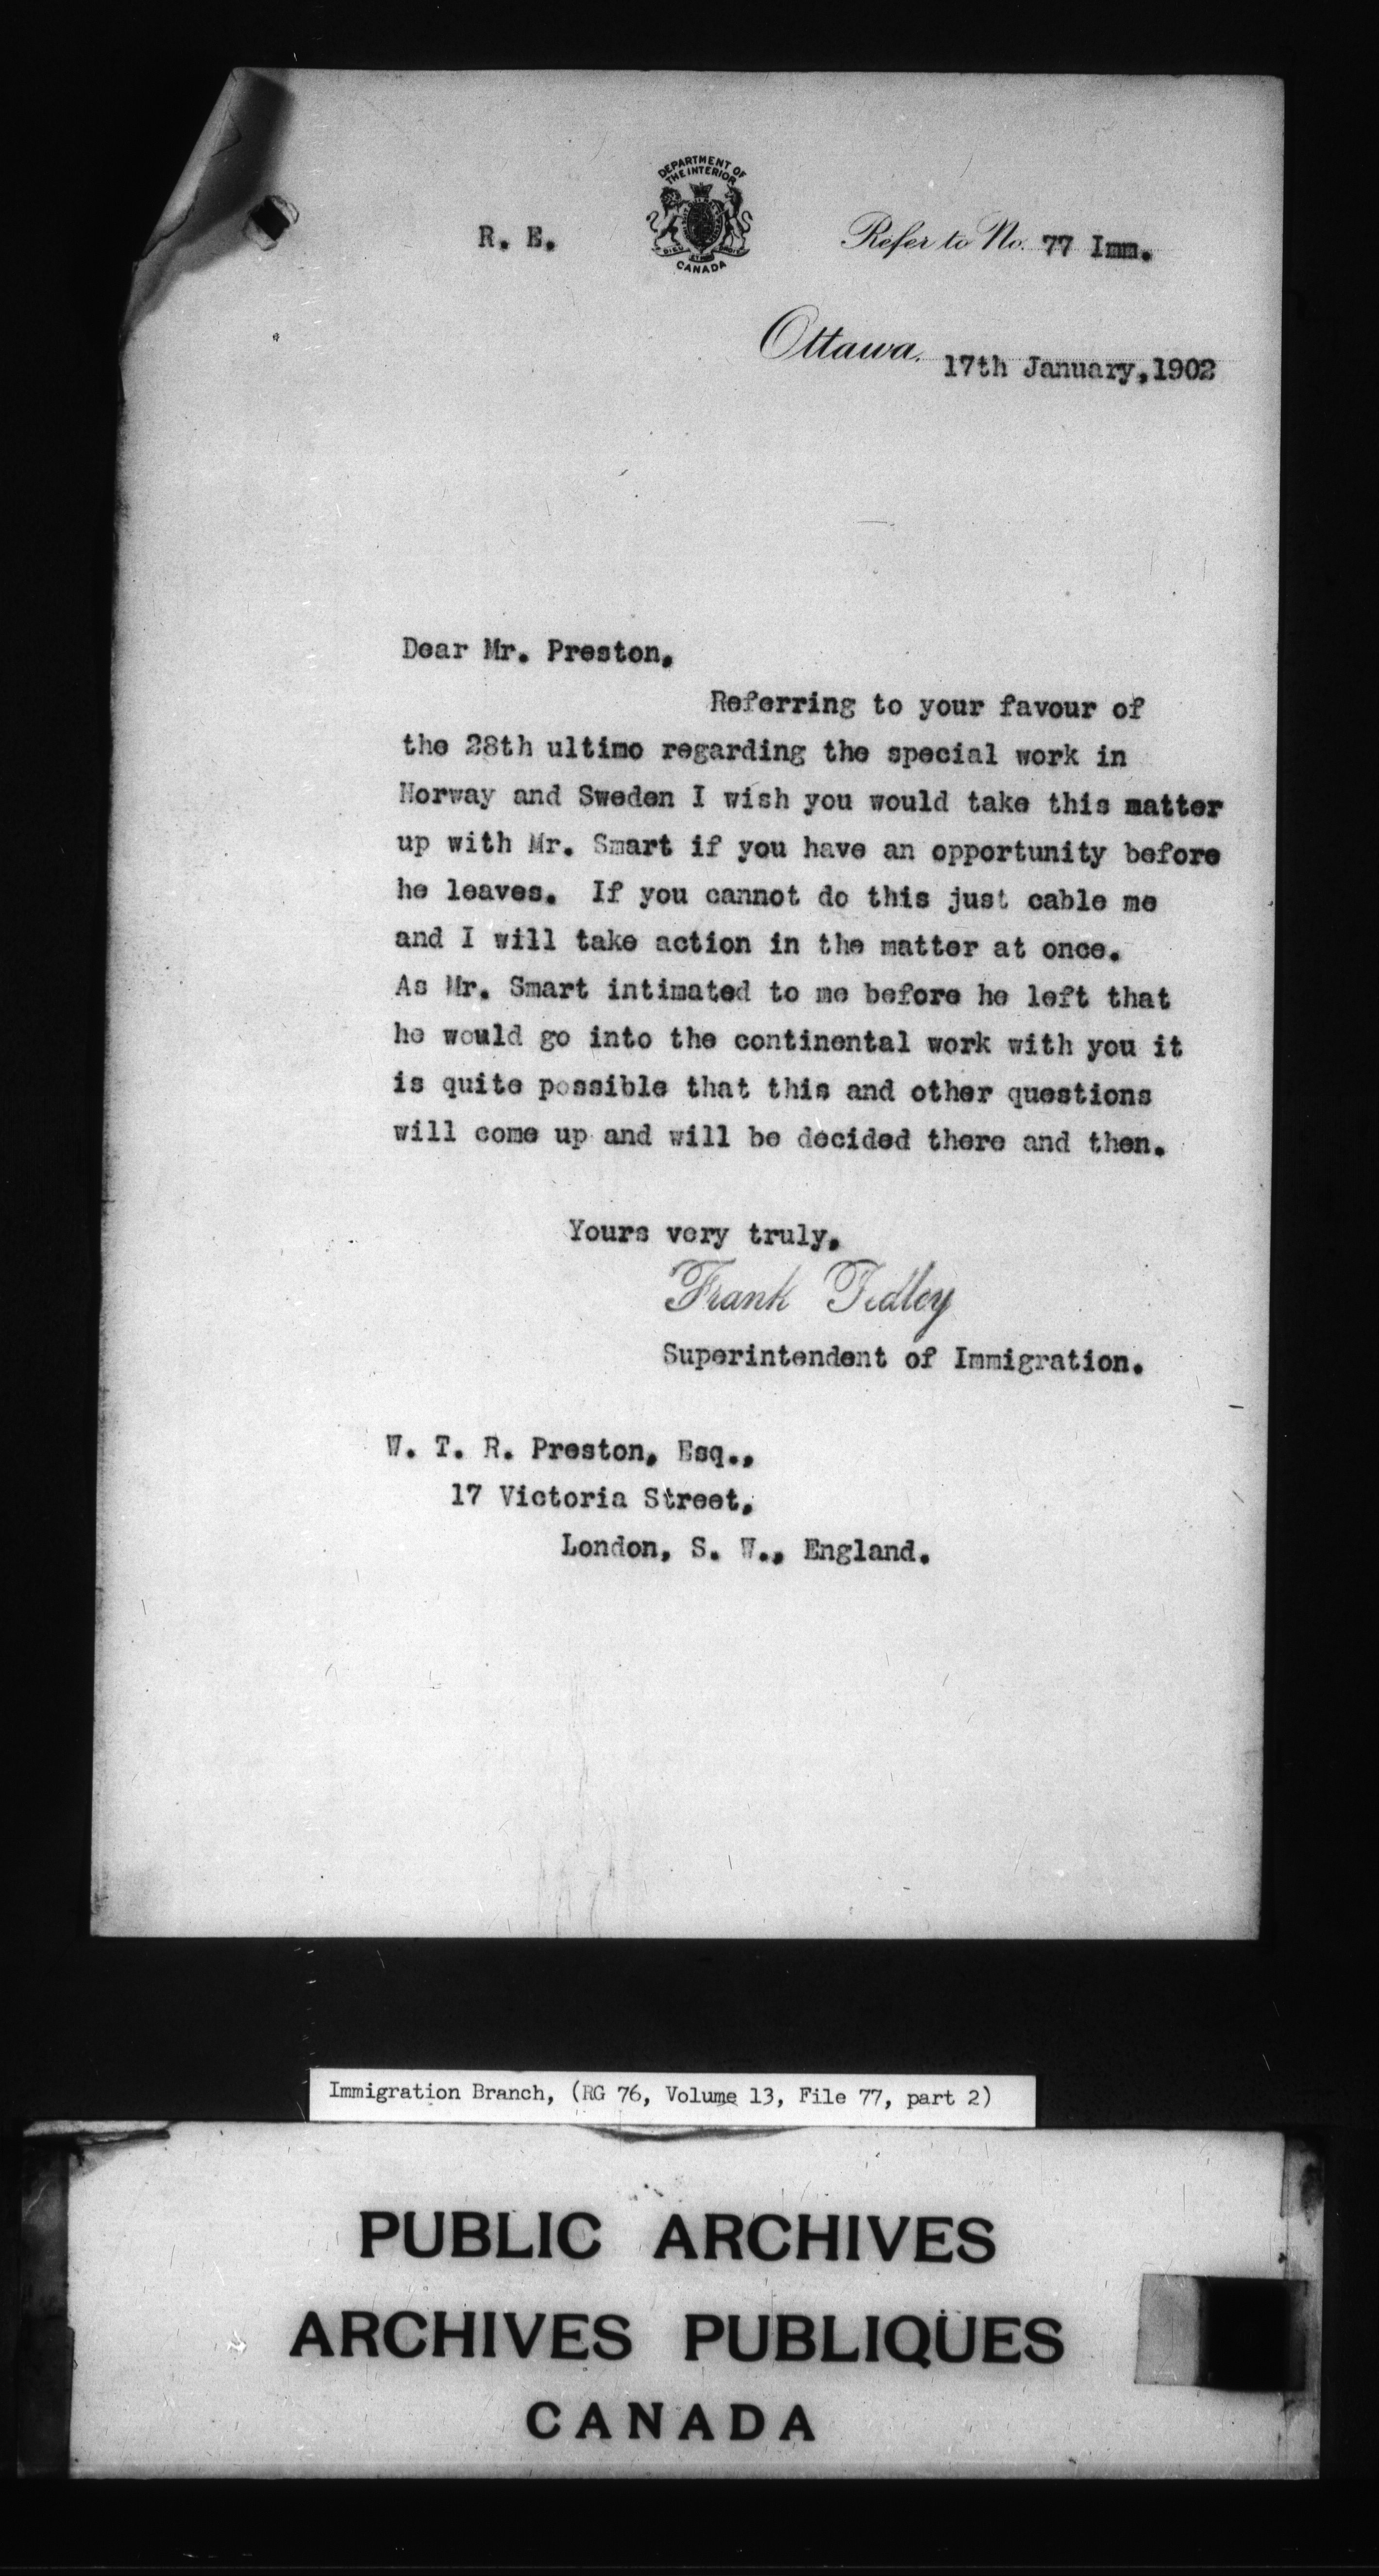 DEPARTMENT OF
THE INTERIOR
CANADA
R. E.
Refer to No. 77 Imm.
Ottawa, 17th January, 1902
Dear Mr. Preston,
Referring to your favour of
the 28th ultimo regarding the special work in
Norway and Sweden I wish you would take this matter
up with Mr. Smart if you have an opportunity before
he leaves. If you cannot do this just cable me
and I will take action in the matter at once.
As Mr. Smart intimated to me before he left that
he would go into the continental work with you it
is quite possible that this and other questions
will come up and will be decided there and then.
Yours very truly,
Frank Pedley
Superintendent of Immigration.
W. T. R. Preston, Esq.,
17 Victoria Street,
London, S. W., England.
Immigration Branch, (RG 76, Volume 13, File 77, part 2)
PUBLIC ARCHIVES
ARCHIVES PUBLIQUES
CANADA